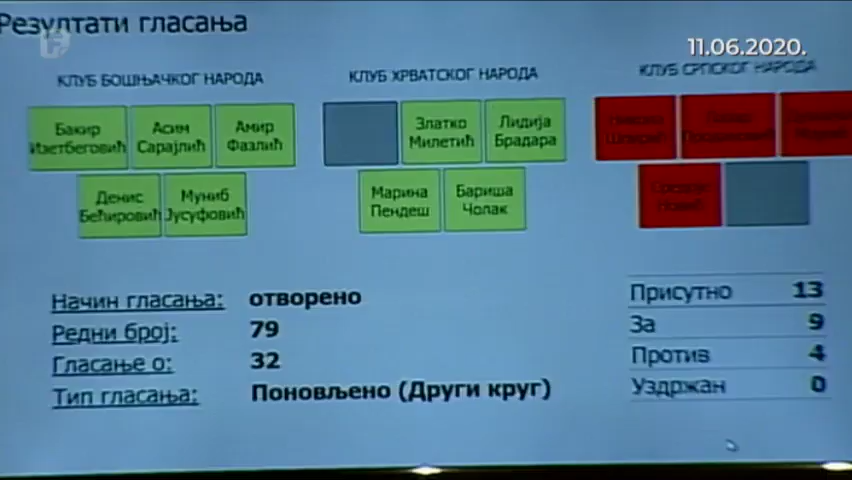 Резултати гласања
11.06.2020.
КЛУБ БОШЊАЧКОГ НАРОДА
КЛУБ ХРВАТСКОГ НАРОДА
КЛУБ СРПСКОГ НАРОДА
Бакир
Изетбеговић
Асим
Сарајлић
Амир
Фазлић
Денис
Бећировић
Муниб
Јусуфовић
Златко
Милетић
Лидија
Брадара
Марина
Пендеш
Бариша
Чолак
Начин гласања: отворено
Редни број: 79
Гласање о: 32
Тип гласања: Поновљено (Други круг)
Присутно 13
За 9
Против 4
Уздржан 0